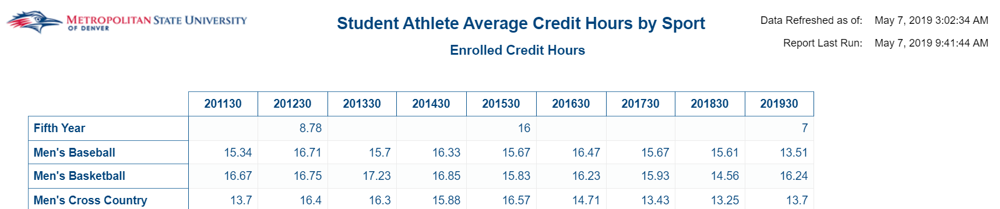 METROPOLITAN STATE UNIVERSITY
OF DENVER
Student Athlete Average Credit Hours by Sport
Enrolled Credit Hours
Data Refreshed as of: May 7, 2019 3:02:34 AM
Report Last Run: May 7, 2019 9:41:44 AM
201130 201230 201330 201430 201530 201630 201730 201830 201930
Fifth Year 8.78 16 7
Men's Baseball 15.34 16.71 15.7 16.33 15.67 16.47 15.67 15.61 13.51
Men's Basketball 16.67 16.75 17.23 16.85 15.83 16.23 15.93 14.56 16.24
Men's Cross Country 13.7 16.4 16.3 15.88 16.57 14.71 13.43 13.25 13.7